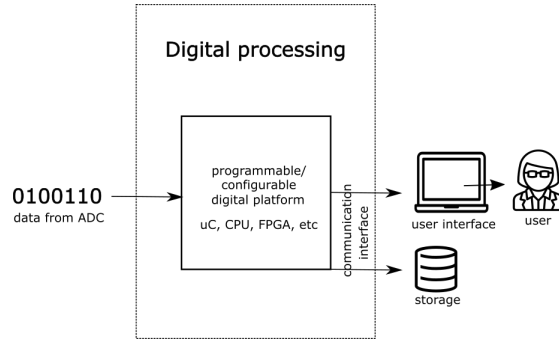 Digital processing
programmable/
configurable
digital platform
uC, CPU, FPGA, etc
0100110
data from ADC
communication
interface
user interface
user
storage